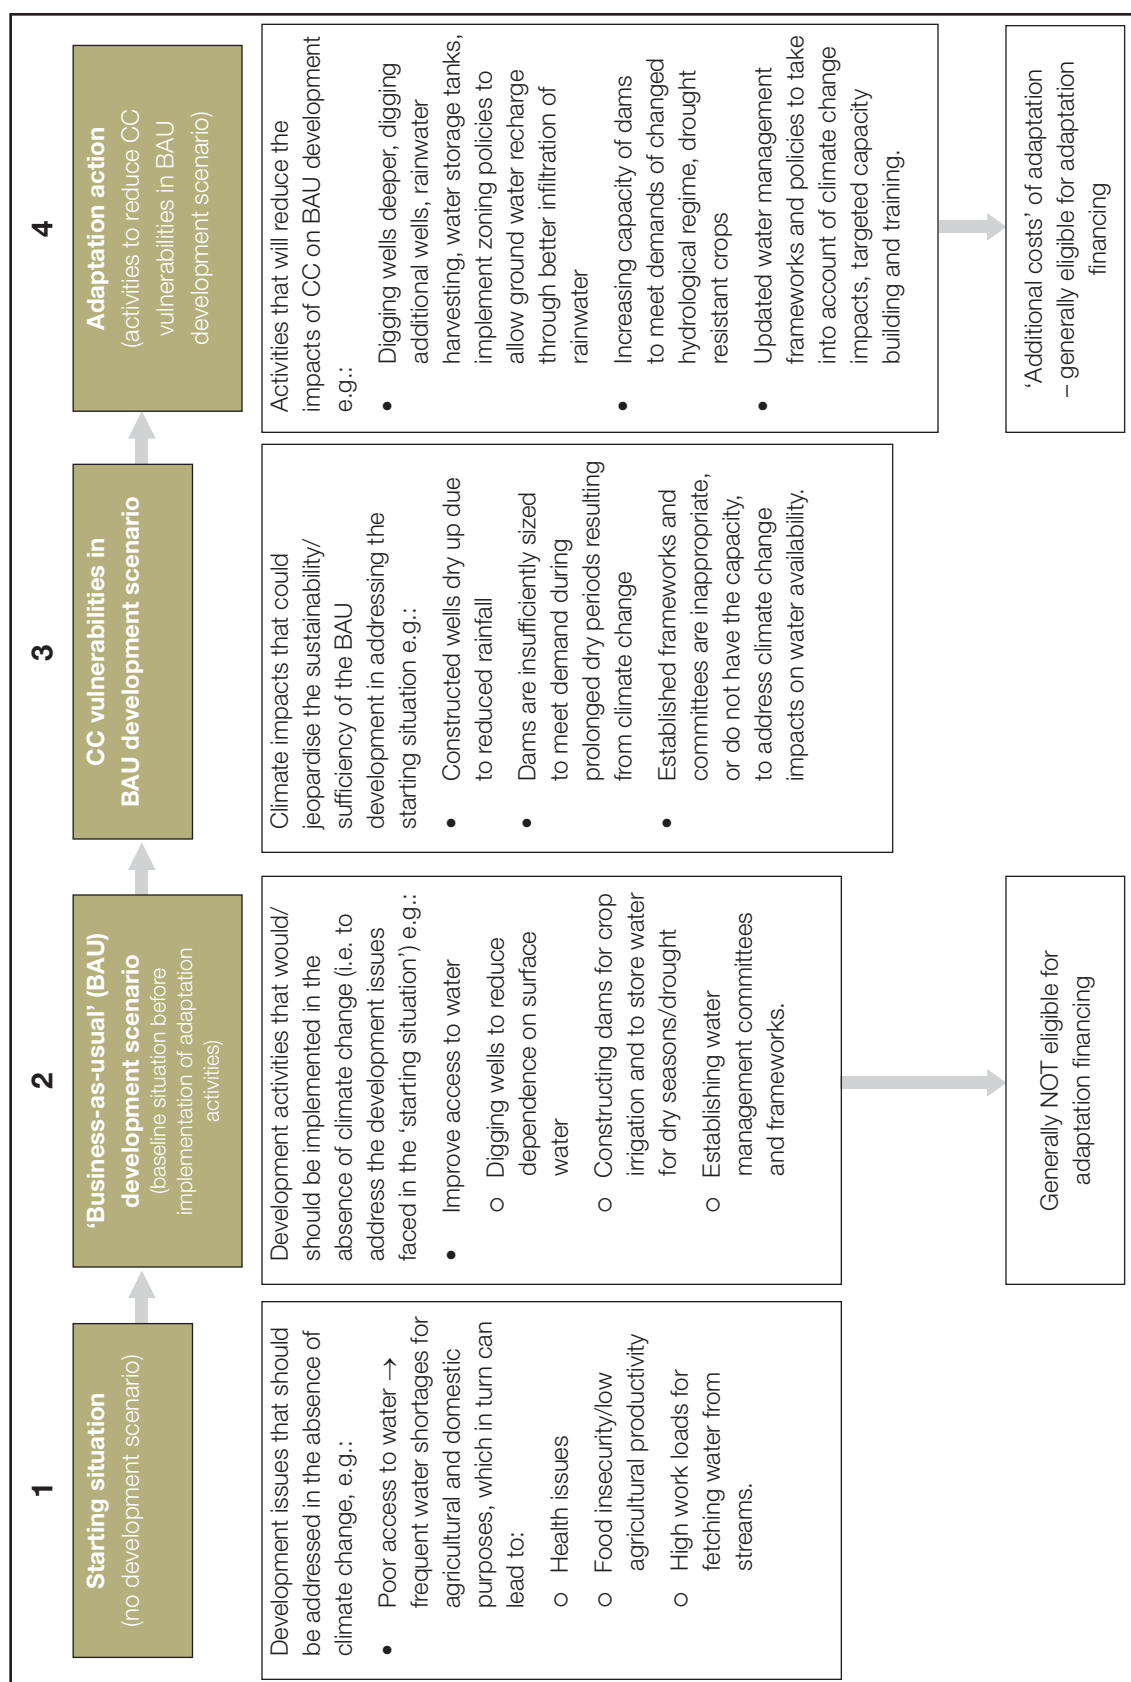 1
Starting situation
(no development scenario)
Development issues that should
be addressed in the absence of
climate change, e.g.:
• Poor access to water →
frequent water shortages for
agricultural and domestic
purposes, which in turn can
lead to:
○ Health issues
○ Food insecurity/low
agricultural productivity
○ High work loads for
fetching water from
streams.
2
‘Business-as-usual’ (BAU)
development scenario
(baseline situation before
implementation of adaptation
activities)
Development activities that would/
should be implemented in the
absence of climate change (i.e. to
address the development issues
faced in the ‘starting situation’) e.g.:
• Improve access to water
○ Digging wells to reduce
dependence on surface
water
○ Constructing dams for crop
irrigation and to store water
for dry seasons/drought
○ Establishing water
management committees
and frameworks.
Generally NOT eligible for
adaptation financing
3
CC vulnerabilities in
BAU development scenario
Climate impacts that could
jeopardise the sustainability/
sufficiency of the BAU
development in addressing the
starting situation e.g.:
• Constructed wells dry up due
to reduced rainfall
• Dams are insufficiently sized
to meet demand during
prolonged dry periods resulting
from climate change
• Established frameworks and
committees are inappropriate,
or do not have the capacity,
to address climate change
impacts on water availability.
4
Adaptation action
(activities to reduce CC
vulnerabilities in BAU
development scenario)
Activities that will reduce the
impacts of CC on BAU development
e.g.:
• Digging wells deeper, digging
additional wells, rainwater
harvesting, water storage tanks,
implement zoning policies to
allow ground water recharge
through better infiltration of
rainwater
• Increasing capacity of dams
to meet demands of changed
hydrological regime, drought
resistant crops
• Updated water management
frameworks and policies to take
into account of climate change
impacts, targeted capacity
building and training.
‘Additional costs’ of adaptation
– generally eligible for adaptation
financing